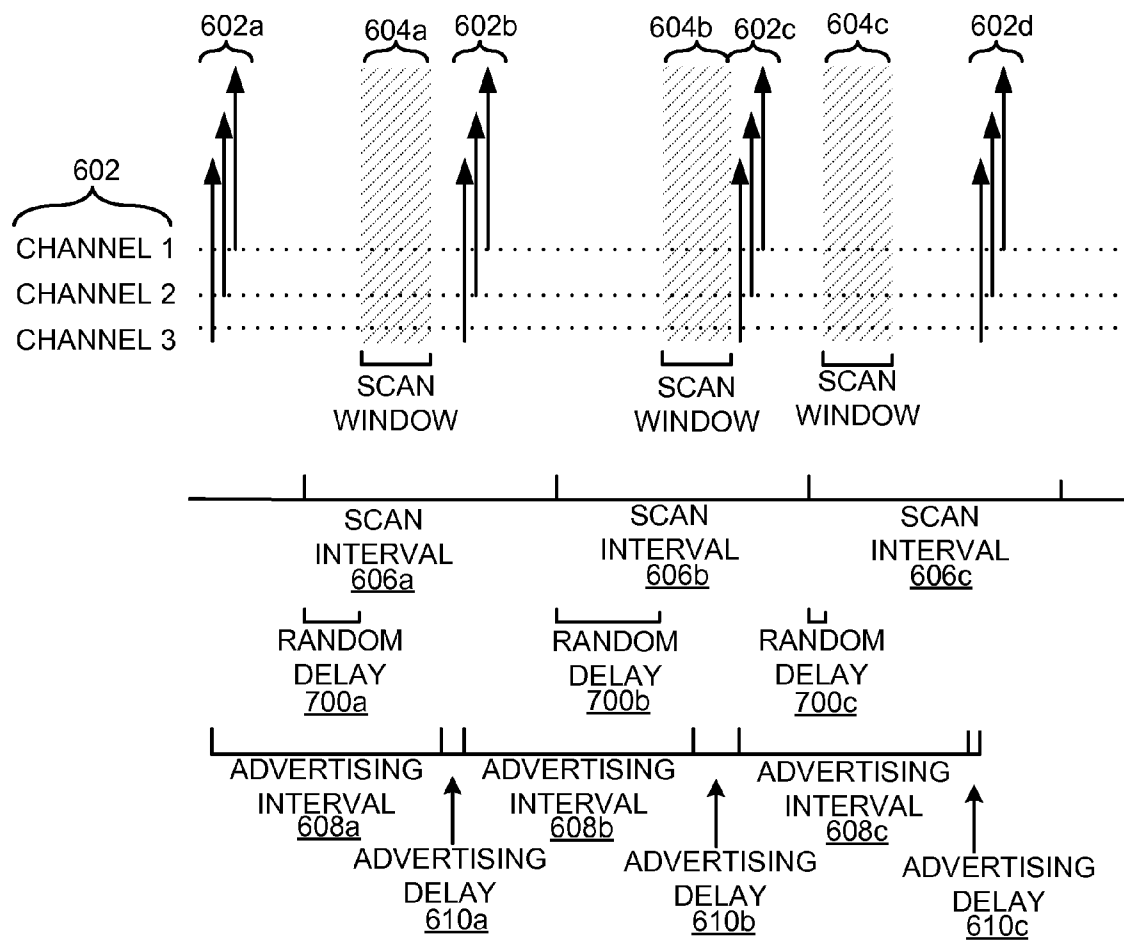 602a 604a 602b 604b 602c 604c 602d
602
CHANNEL 1
CHANNEL 2
CHANNEL 3
SCAN
WINDOW
SCAN
WINDOW
SCAN
WINDOW
SCAN
INTERVAL
606a
SCAN
INTERVAL
606b
SCAN
INTERVAL
606c
RANDOM
DELAY
700a
RANDOM
DELAY
700b
RANDOM
DELAY
700c
ADVERTISING
INTERVAL
608a
ADVERTISING
INTERVAL
608b
ADVERTISING
INTERVAL
608c
ADVERTISING
DELAY
610a
ADVERTISING
DELAY
610b
ADVERTISING
DELAY
610c